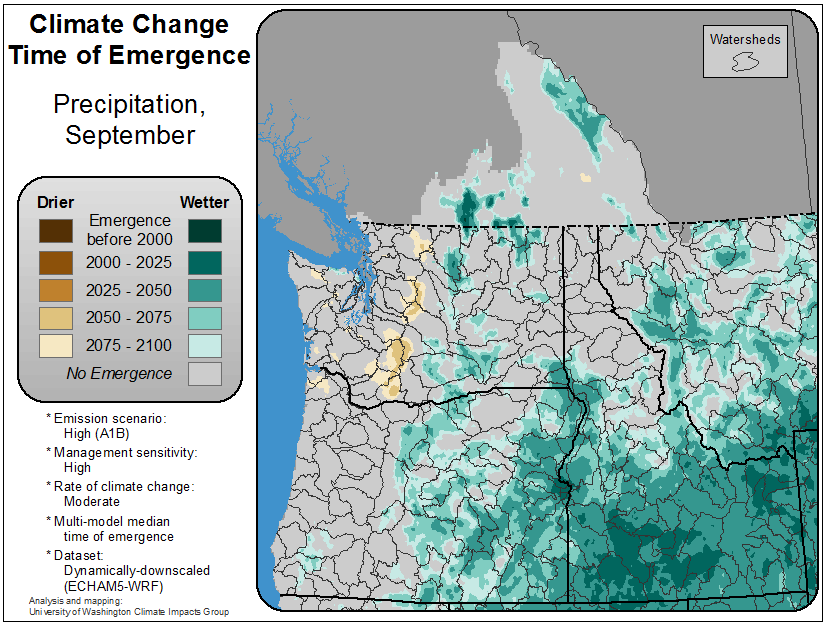 Climate Change
Time of Emergence
Precipitation,
September
Drier
Wetter
Emergence
before 2000
2000 - 2025
2025 - 2050
2050 - 2075
2075 - 2100
No Emergence
* Emission scenario:
High (A1B)
* Management sensitivity:
High
* Rate of climate change:
Moderate
* Multi-model median
time of emergence
* Dataset:
Dynamically-downscaled
(ECHAM5-WRF)
Analysis and mapping:
University of Washington Climate Impacts Group
Watersheds